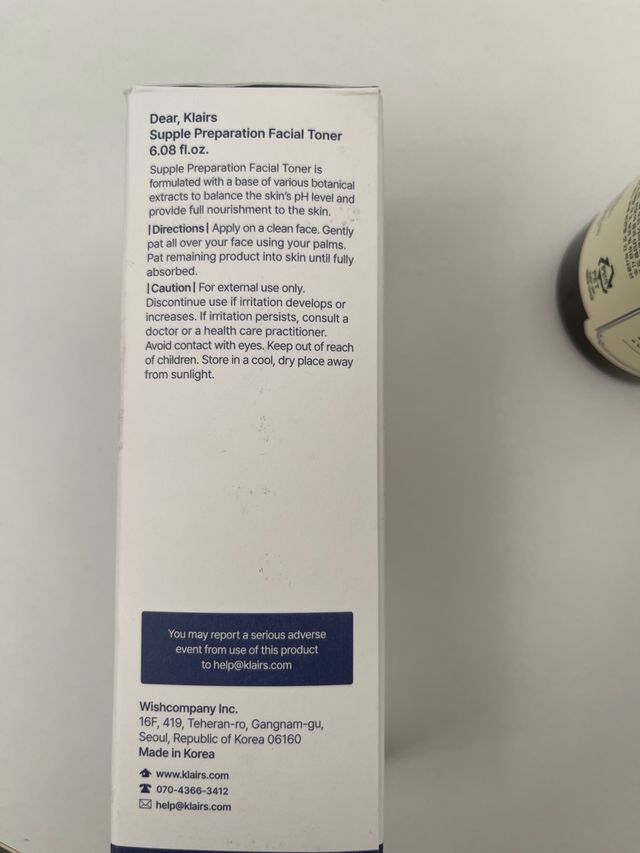 Dear, Klairs
Supple Preparation Facial Toner
6.08 fl.oz.
Supple Preparation Facial Toner is
formulated with a base of various botanical
extracts to balance the skin's pH level and
provide full nourishment to the skin.
|Directions| Apply on a clean face. Gently
pat all over your face using your palms.
Pat remaining product into skin until fully
absorbed.
|Caution| For external use only.
Discontinue use if irritation develops or
increases. If irritation persists, consult a
doctor or a health care practitioner.
Avoid contact with eyes. Keep out of reach
of children. Store in a cool, dry place away
from sunlight.
You may report a serious adverse
event from use of this product
to help@klairs.com
Wishcompany Inc.
16F, 419, Teheran-ro, Gangnam-gu,
Seoul, Republic of Korea 06160
Made in Korea
www.klairs.com
070-4366-3412
help@klairs.com